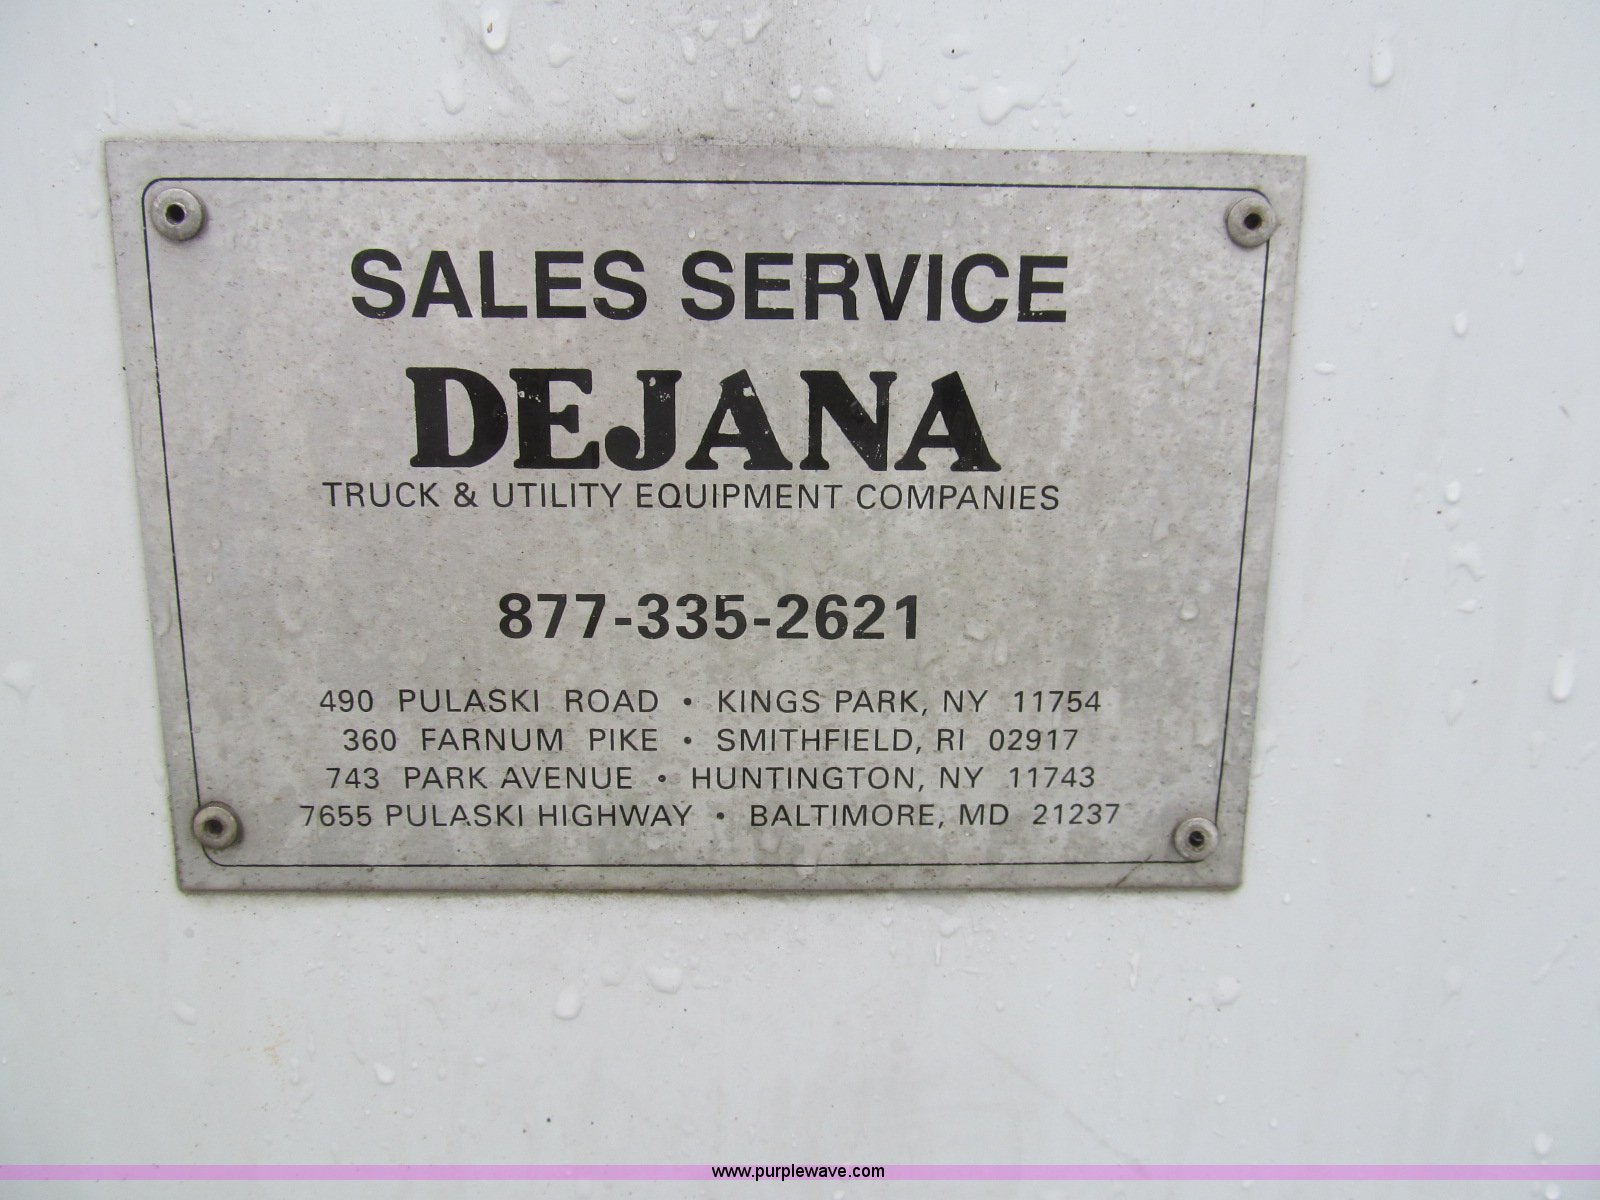 SALES SERVICE
DEJANA
TRUCK & UTILITY EQUIPMENT COMPANIES
877-335-2621
490 PULASKI ROAD • KINGS PARK, NY 11754
360 FARNUM PIKE • SMITHFIELD, RI 02917
743 PARK AVENUE • HUNTINGTON, NY 11743
7655 PULASKI HIGHWAY • BALTIMORE, MD 21237
www.purplewave.com